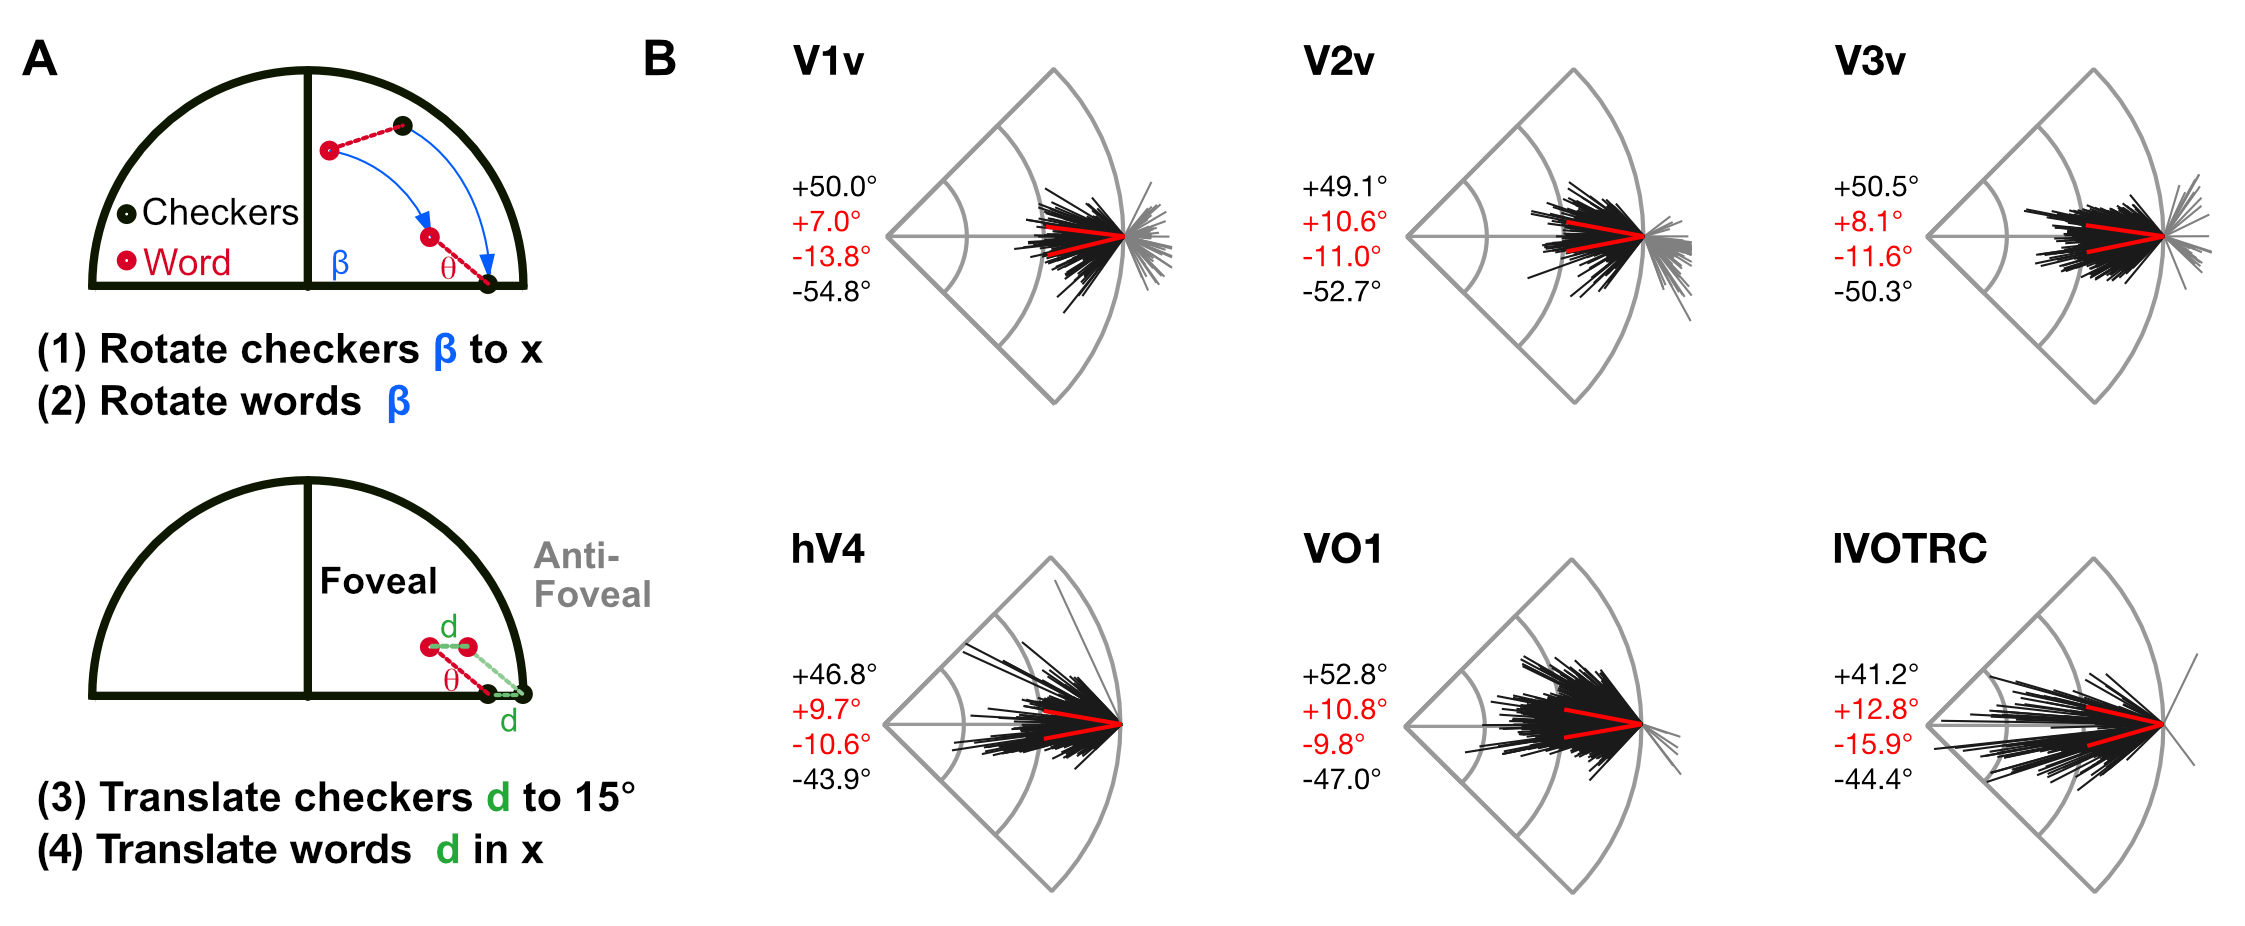 A
Checkers
Word
β
θ
(1) Rotate checkers β to x
(2) Rotate words β
Foveal
Anti-
Foveal
d
θ
d
(3) Translate checkers d to 15°
(4) Translate words d in x
B
V1v
+50.0°
+7.0°
-13.8°
-54.8°
V2v
+49.1°
+10.6°
-11.0°
-52.7°
V3v
+50.5°
+8.1°
-11.6°
-50.3°
hV4
+46.8°
+9.7°
-10.6°
-43.9°
VO1
+52.8°
+10.8°
-9.8°
-47.0°
lVOTRC
+41.2°
+12.8°
-15.9°
-44.4°